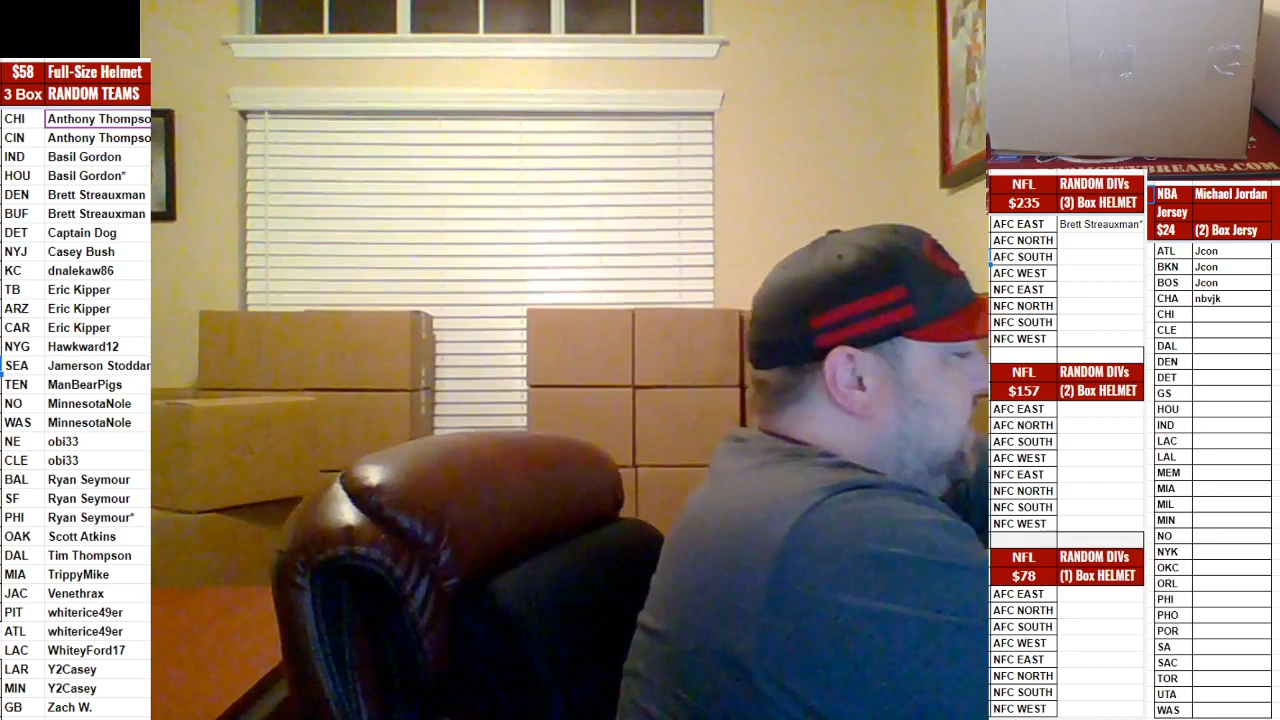 $58 Full-Size Helmet
3 Box RANDOM TEAMS
CHI Anthony Thompso
CIN Anthony Thompso
IND Basil Gordon
HOU Basil Gordon*
DEN Brett Streauxman
BUF Brett Streauxman
DET Captain Dog
NYJ Casey Bush
KC dnalekaw86
TB Eric Kipper
ARZ Eric Kipper
CAR Eric Kipper
NYG Hawkward12
SEA Jamerson Stoddar
TEN ManBearPigs
NO MinnesotaNole
WAS MinnesotaNole
NE obi33
CLE obi33
BAL Ryan Seymour
SF Ryan Seymour
PHI Ryan Seymour*
OAK Scott Atkins
DAL Tim Thompson
MIA TrippyMike
JAC Venethrax
PIT whiterice49er
ATL whiterice49er
LAC WhiteyFord17
LAR Y2Casey
MIN Y2Casey
GB Zach W.
NFL RANDOM DIVs
$235 (3) Box HELMET
AFC EAST Brett Streauxman*
AFC NORTH
AFC SOUTH
AFC WEST
NFC EAST
NFC NORTH
NFC SOUTH
NFC WEST
NFL RANDOM DIVs
$157 (2) Box HELMET
AFC EAST
AFC NORTH
AFC SOUTH
AFC WEST
NFC EAST
NFC NORTH
NFC SOUTH
NFC WEST
NFL RANDOM DIVs
$78 (1) Box HELMET
AFC EAST
AFC NORTH
AFC SOUTH
AFC WEST
NFC EAST
NFC NORTH
NFC SOUTH
NFC WEST
NBA Michael Jordan
Jersey
$24 (2) Box Jersy
ATL Jcon
BKN Jcon
BOS Jcon
CHA nbvjk
CHI
CLE
DAL
DEN
DET
GS
HOU
IND
LAC
LAL
MEM
MIA
MIL
MIN
NO
NYK
OKC
ORL
PHI
PHO
POR
SA
SAC
TOR
UTA
WAS